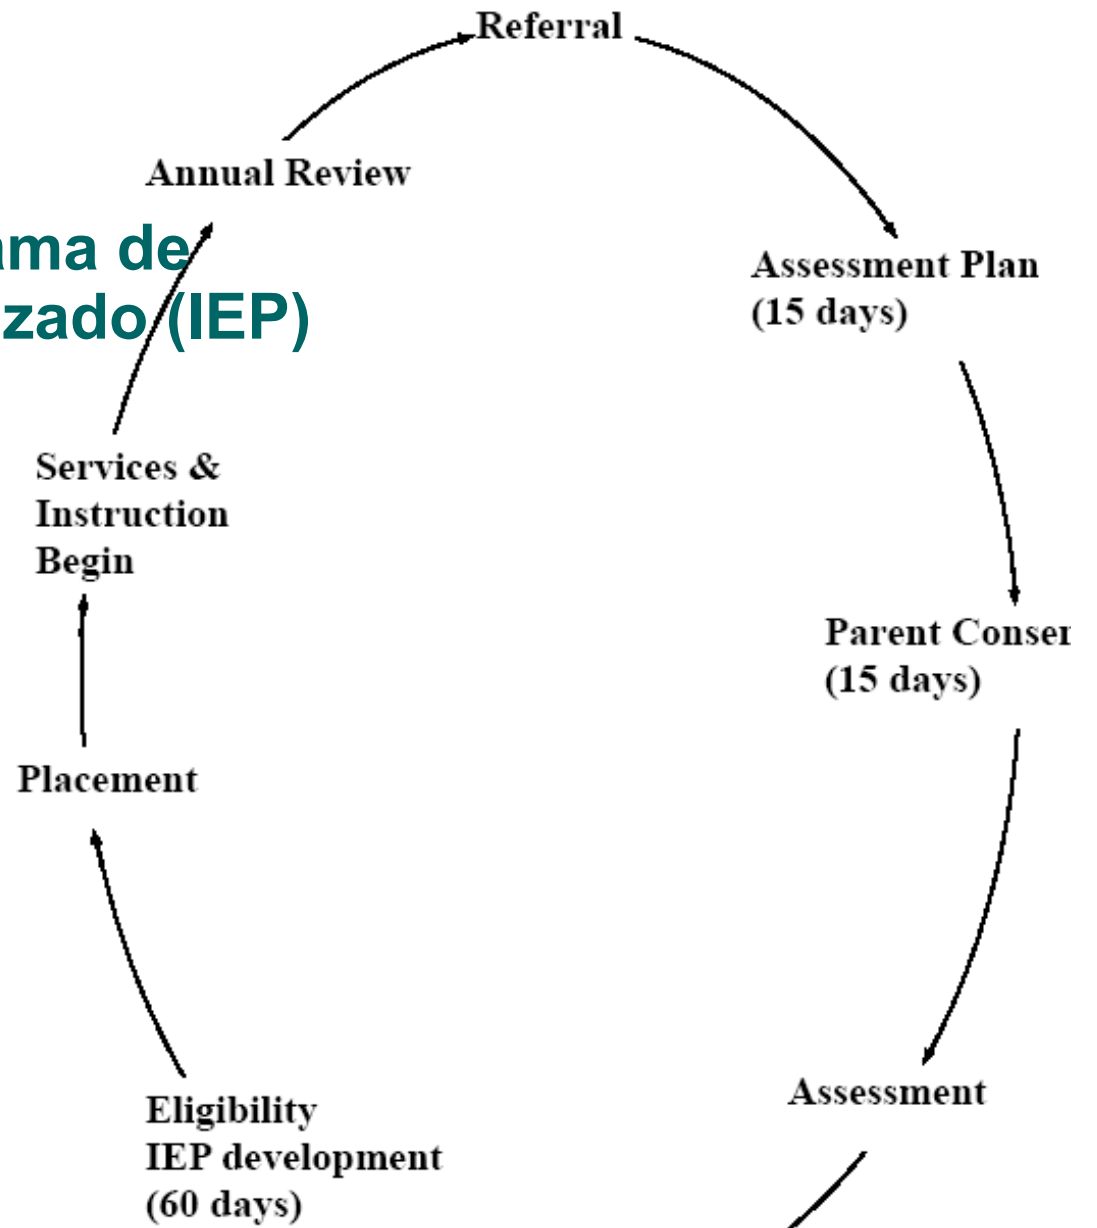 Referral
Annual Review
ama de
zado (IEP)
Assessment Plan
(15 days)
Services &
Instruction
Begin
Parent Conser
(15 days)
Placement
Assessment
Eligibility
IEP development
(60 days)